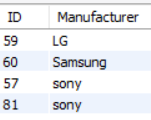 ID Manufacturer
59 LG
60 Samsung
57 sony
81 sony